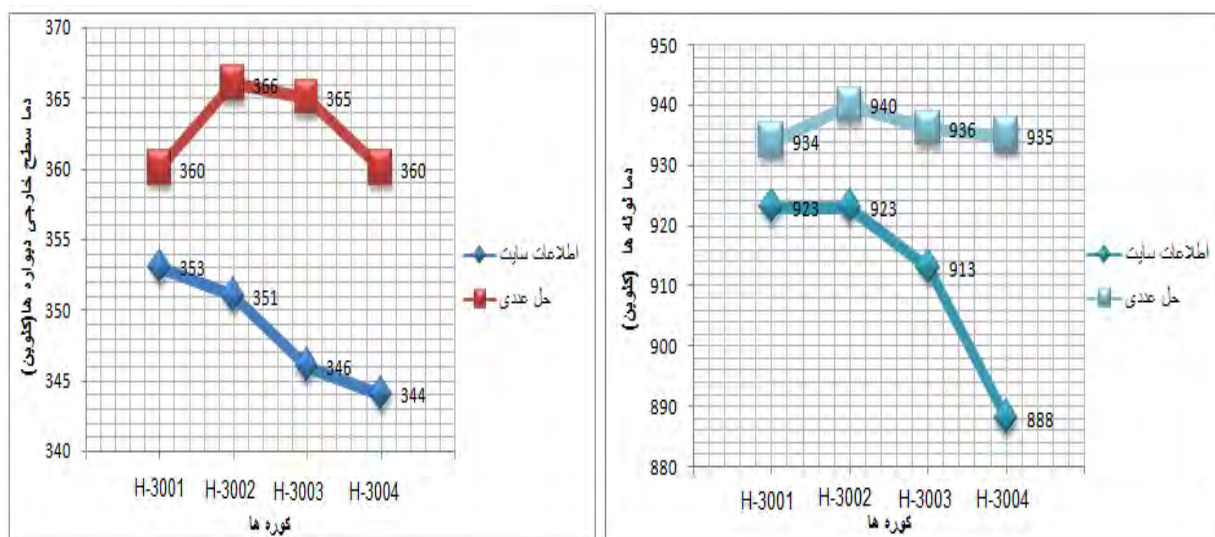 370
365
360
355
350
345
340
دما سطح خارجی دیواره ها(کلوین)
366
365
360
360
353
351
346
344
H-3001
H-3002
H-3003
H-3004
کوره ها
اطلاعات سایت
حل عددی
950
940
930
920
910
900
890
880
دما لوله ها (کلوین)
940
936
935
934
923
923
913
888
H-3001
H-3002
H-3003
H-3004
کوره ها
اطلاعات سایت
حل عددی